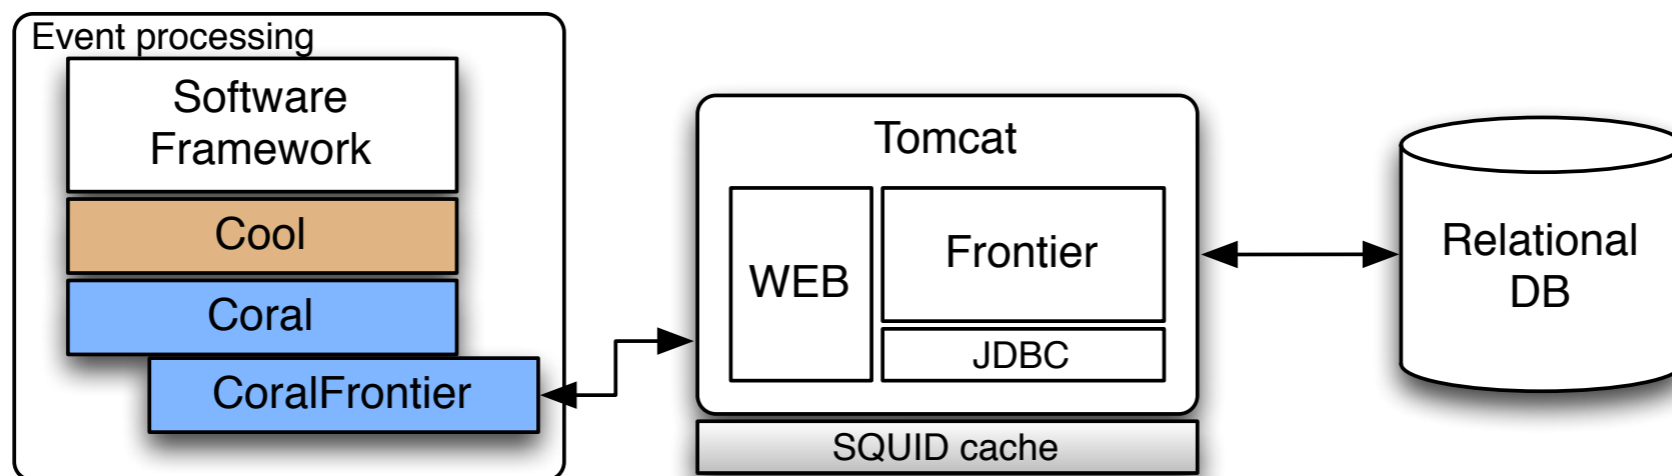 Event processing
Software
Framework
Cool
Coral
CoralFrontier
Tomcat
WEB
Frontier
JDBC
SQUID cache
Relational
DB